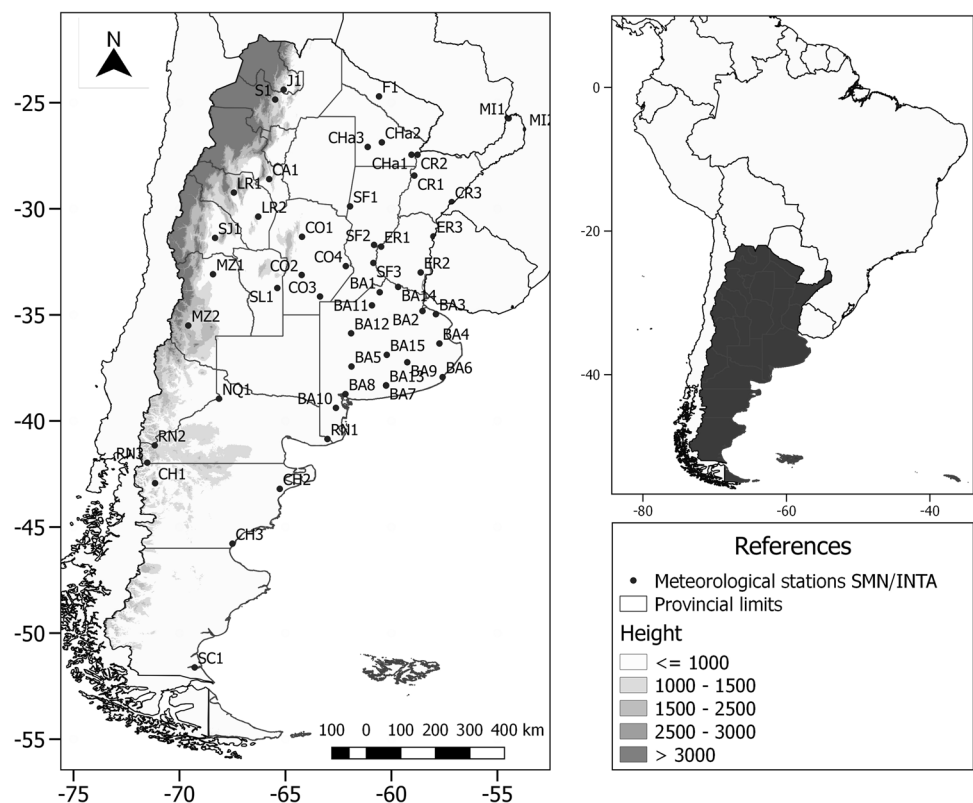 N
J1
S1
F1
MI1
MI2
CHa3
CHa2
CHa1
CR2
CR1
CR3
CA1
LR1
LR2
SF1
SJ1
CO1
SF2
ER1
ER3
MZ1
CO2
CO4
SF3
ER2
SL1
CO3
BA1
BA14
MZ2
BA11
BA2
BA3
BA12
BA4
BA15
BA5
BA9
BA6
BA8
BA13
BA7
NQ1
BA10
RN1
RN2
RN3
CH1
CH2
CH3
SC1
100 0 100 200 300 400 km
-25
-30
-35
-40
-45
-50
-55
-75 -70 -65 -60 -55
0
-20
-40
-80 -60 -40
References
Meteorological stations SMN/INTA
Provincial limits
Height
<= 1000
1000 - 1500
1500 - 2500
2500 - 3000
> 3000